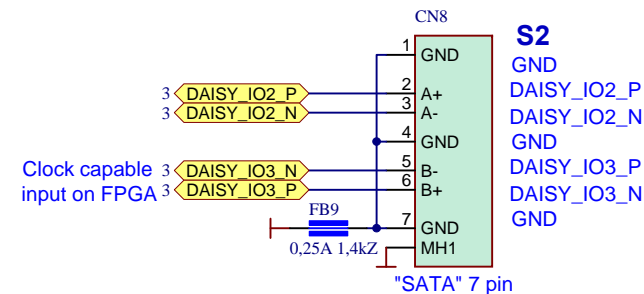 CN8
S2
1 GND GND
3 DAISY_IO2_P 2 A+ DAISY_IO2_P
3 DAISY_IO2_N 3 A- DAISY_IO2_N
4 GND GND
Clock capable 3 DAISY_IO3_N 5 B- DAISY_IO3_P
input on FPGA 3 DAISY_IO3_P 6 B+ DAISY_IO3_N
FB9 7 GND GND
0,25A 1,4kZ MH1
"SATA" 7 pin